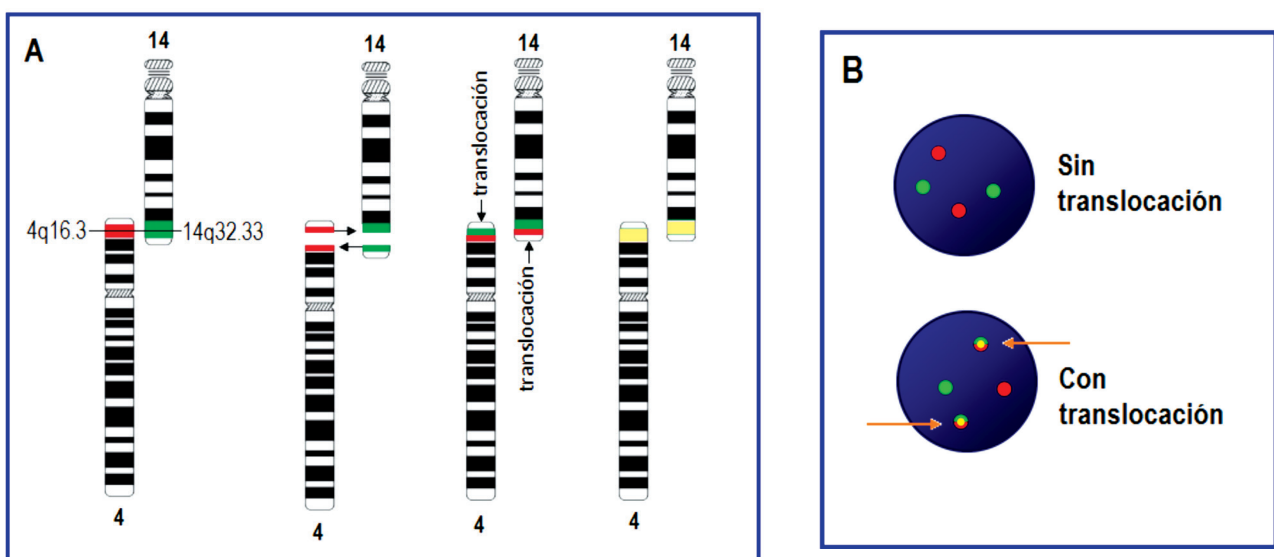 A
14
14
14
14
translocación
4q16.3
14q32.33
translocación
4
4
4
4
B
Sin
translocación
Con
translocación